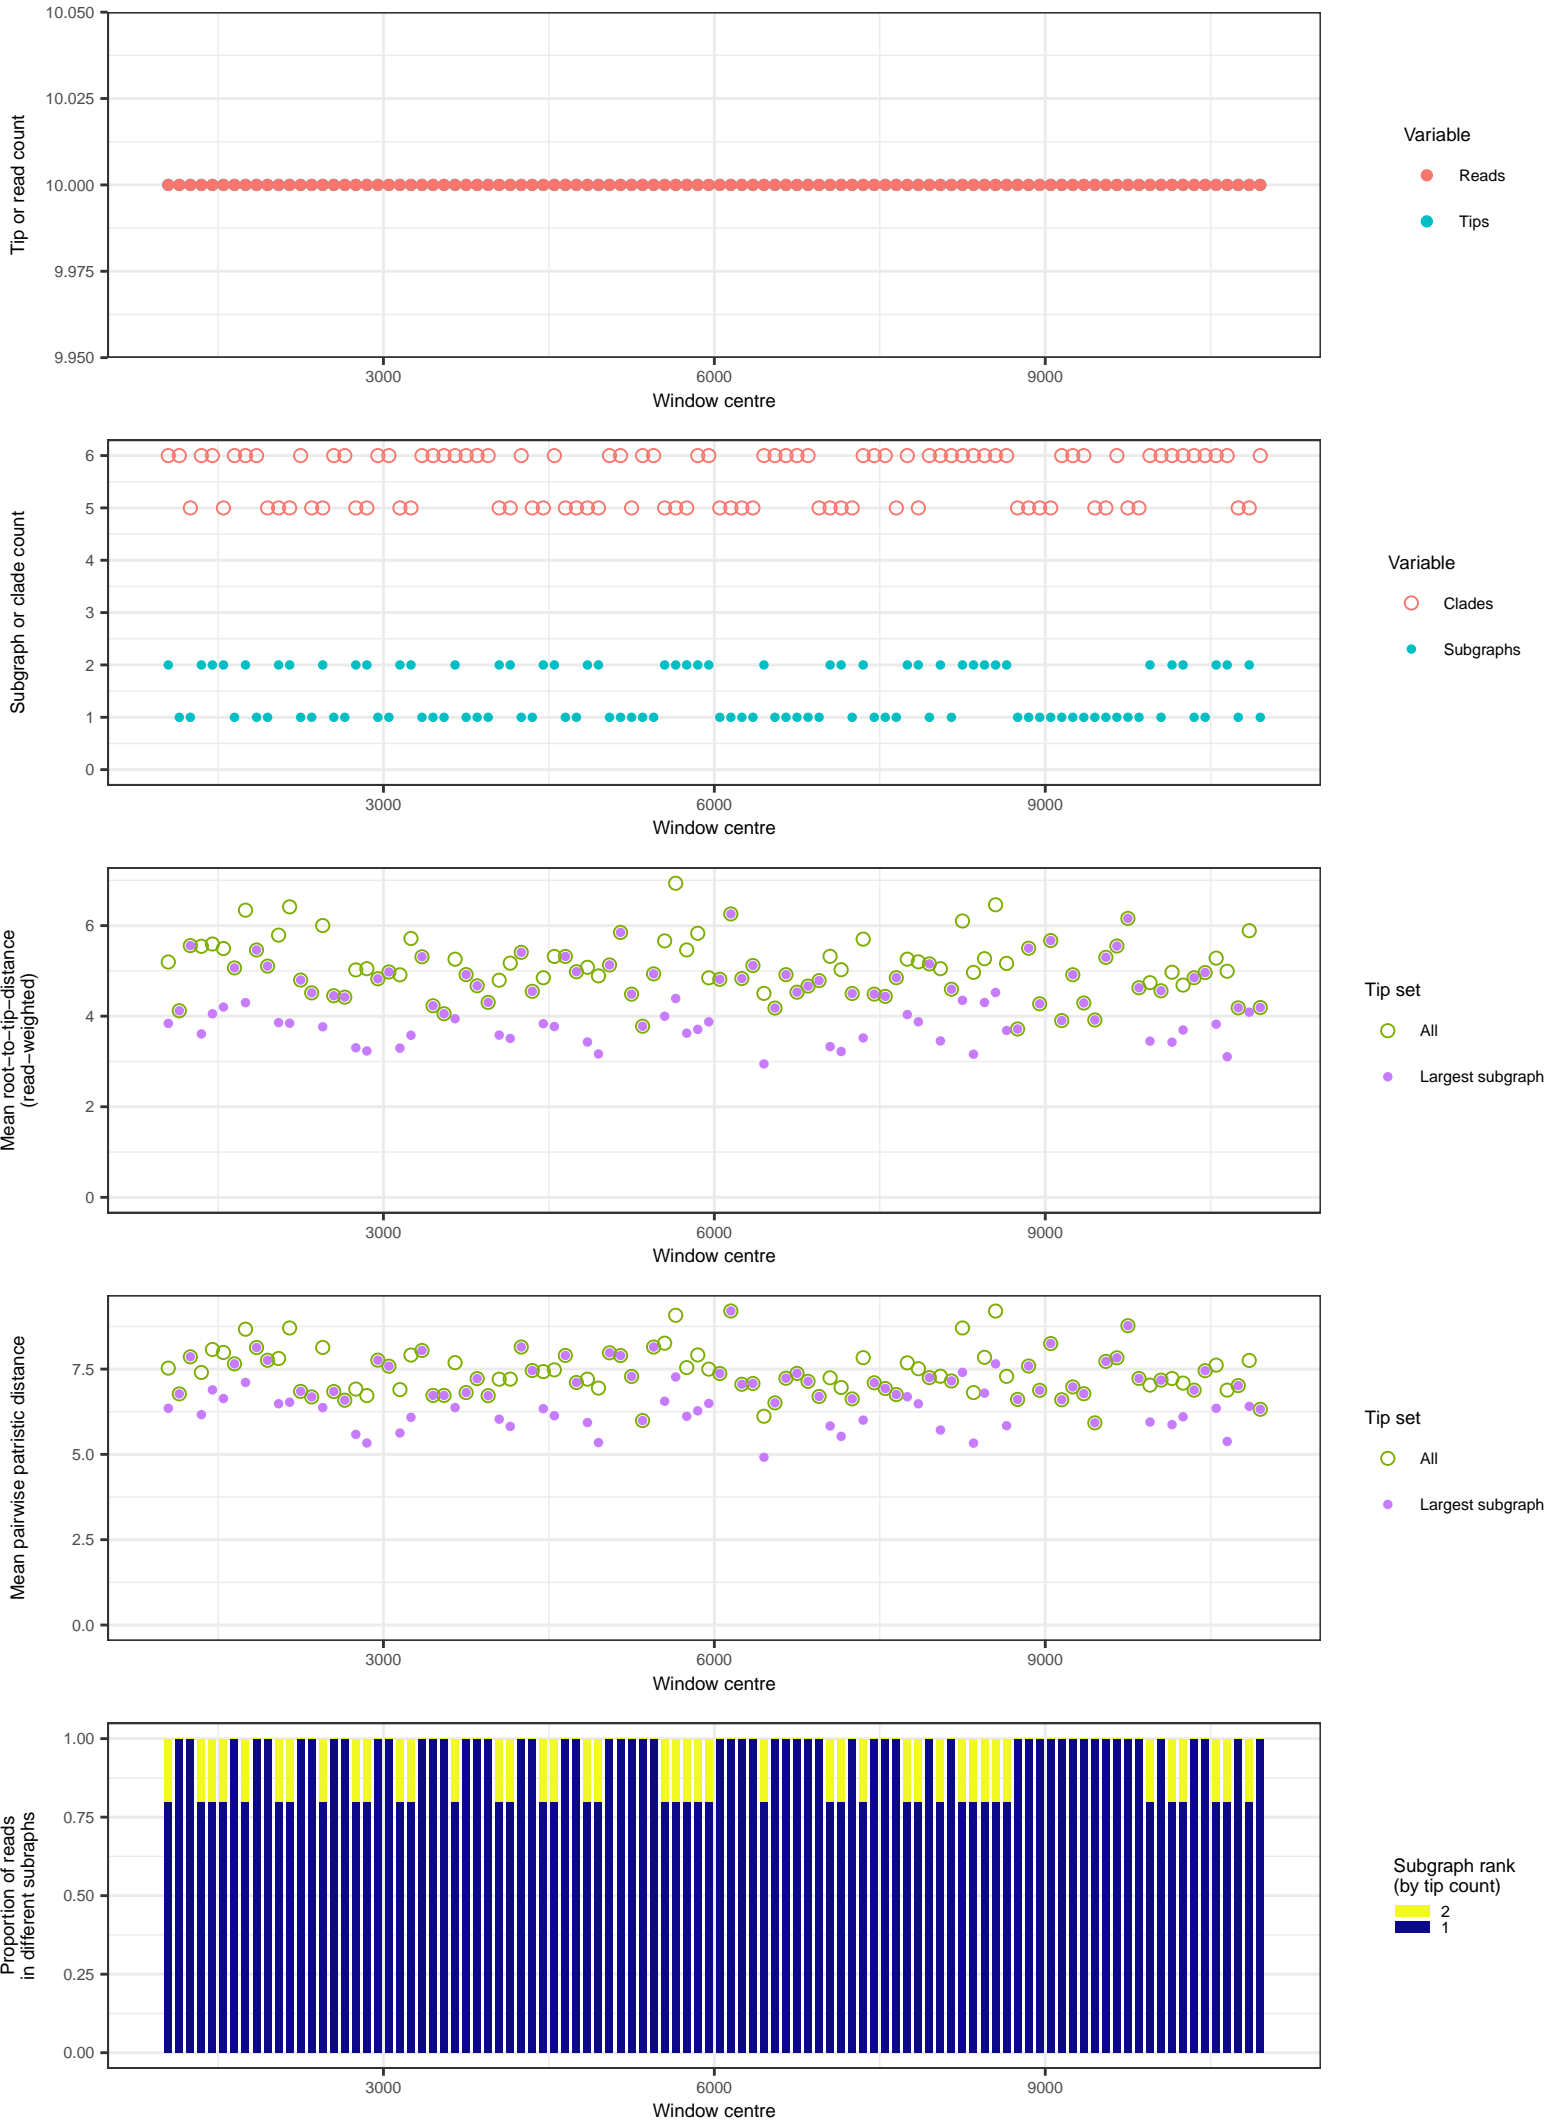 10.050
10.025
10.000
9.975
9.950
Tip or read count
3000 6000 9000
Window centre
Variable
Reads
Tips
6
5
4
3
2
1
0
Subgraph or clade count
3000 6000 9000
Window centre
Variable
Clades
Subgraphs
6
4
2
0
Mean root−to−tip−distance
(read−weighted)
3000 6000 9000
Window centre
Tip set
All
Largest subgraph
7.5
5.0
2.5
0.0
Mean pairwise patristic distance
3000 6000 9000
Window centre
Tip set
All
Largest subgraph
1.00
0.75
0.50
0.25
0.00
Proportion of reads
in different subraphs
3000 6000 9000
Window centre
Subgraph rank
(by tip count)
2
1